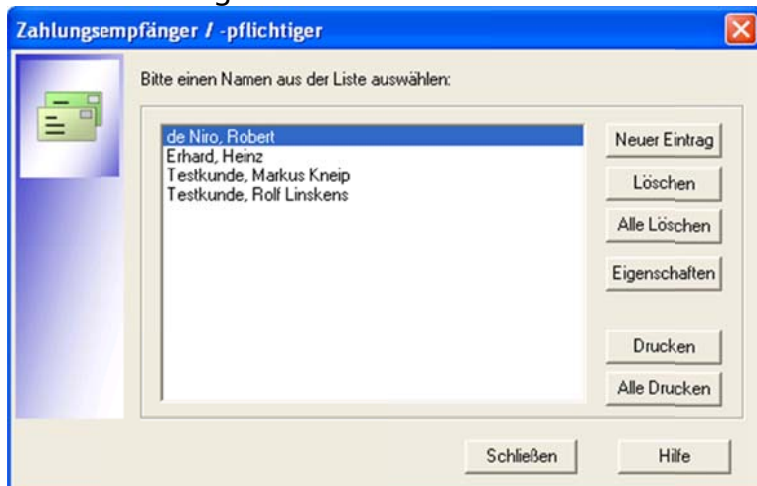 Zahlungsempfänger / -pflichtiger
Bitte einen Namen aus der Liste auswählen:
de Niro, Robert
Erhard, Heinz
Testkunde, Markus Kneip
Testkunde, Rolf Linskens
Neuer Eintrag
Löschen
Alle Löschen
Eigenschaften
Drucken
Alle Drucken
Schließen
Hilfe